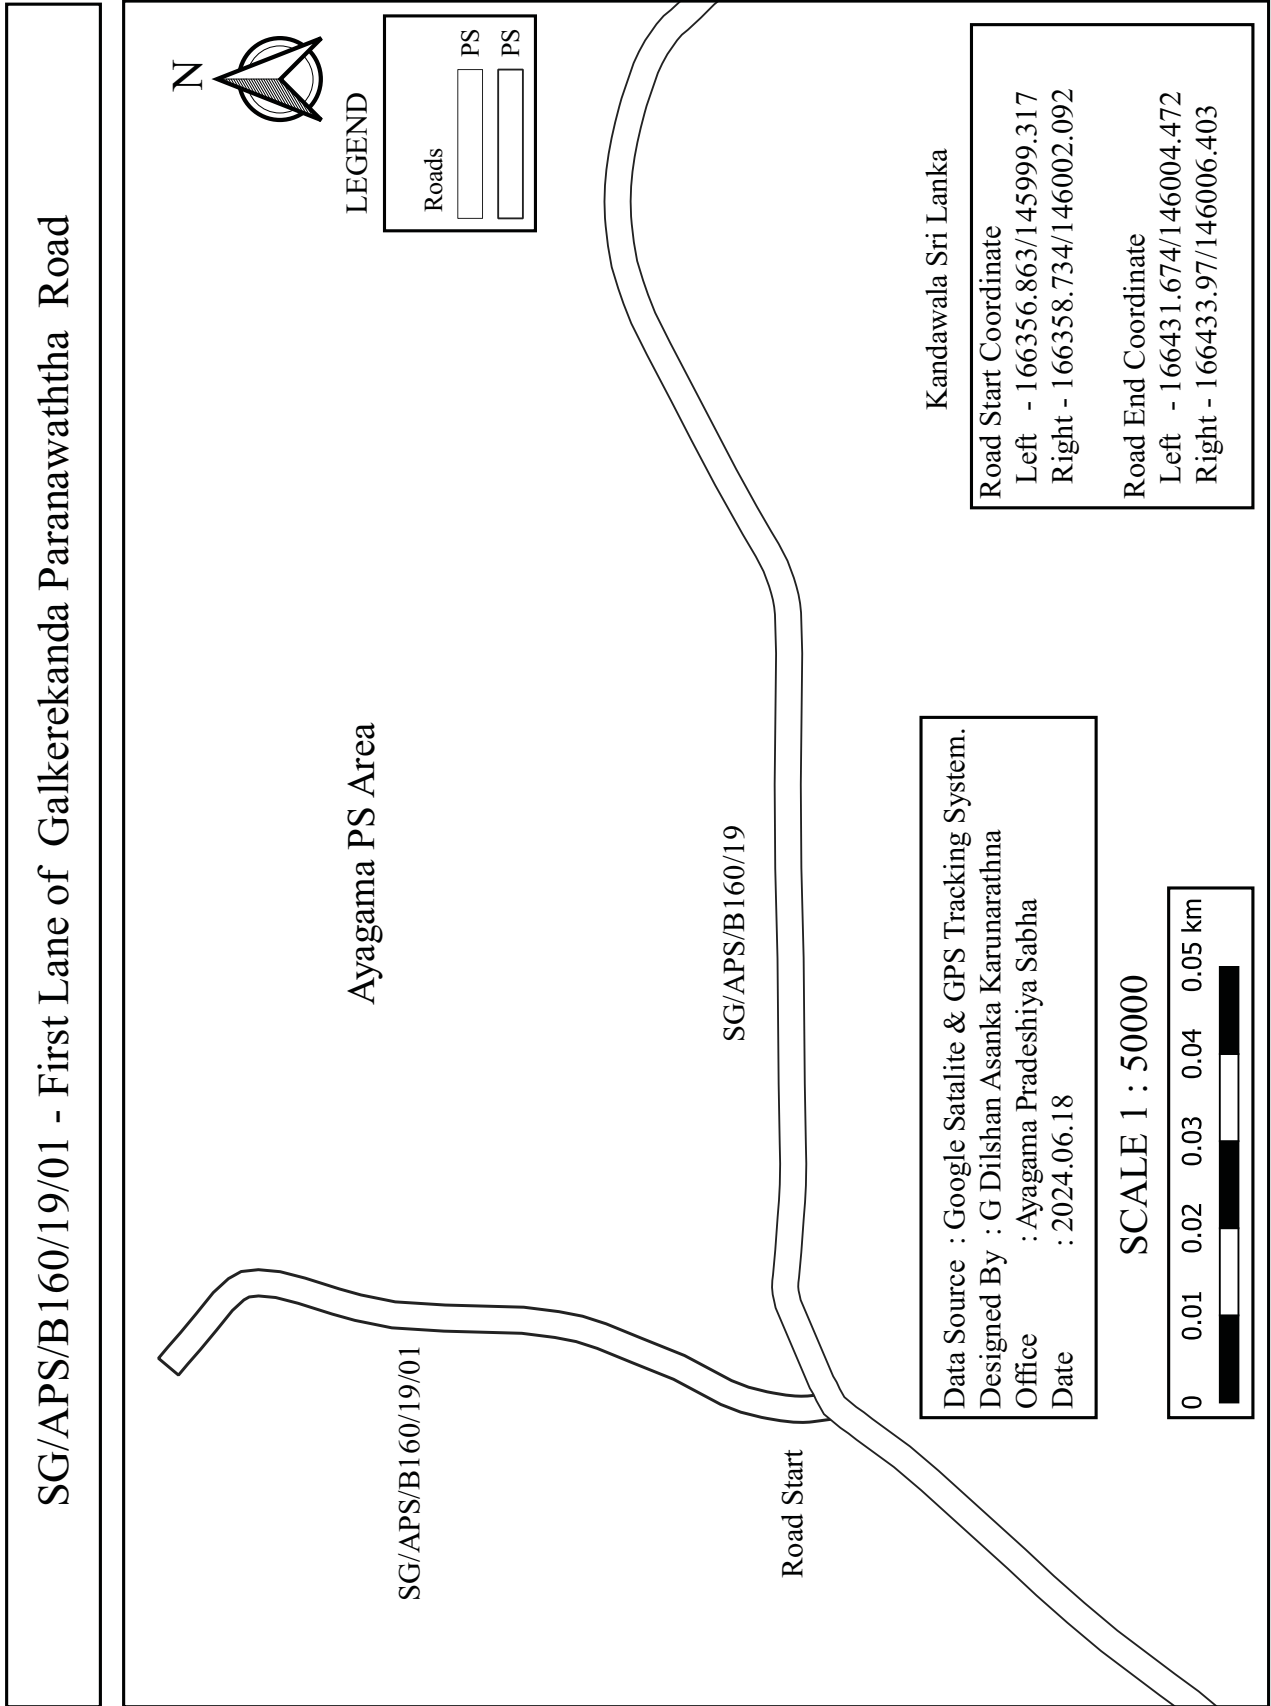 SG/APS/B160/19/01 - First Lane of Galkerekanda Paranawaththa Road
N
LEGEND
Roads
PS
PS
Ayagama PS Area
SG/APS/B160/19/01
SG/APS/B160/19
Road Start
Kandawala Sri Lanka
Data Source : Google Satalite & GPS Tracking System.
Designed By : G Dilshan Asanka Karunarathna
Office : Ayagama Pradeshiya Sabha
Date : 2024.06.18
Road Start Coordinate
Left - 166356.863/145999.317
Right - 166358.734/146002.092
Road End Coordinate
Left - 166431.674/146004.472
Right - 166433.97/146006.403
SCALE 1 : 50000
0 0.01 0.02 0.03 0.04 0.05 km